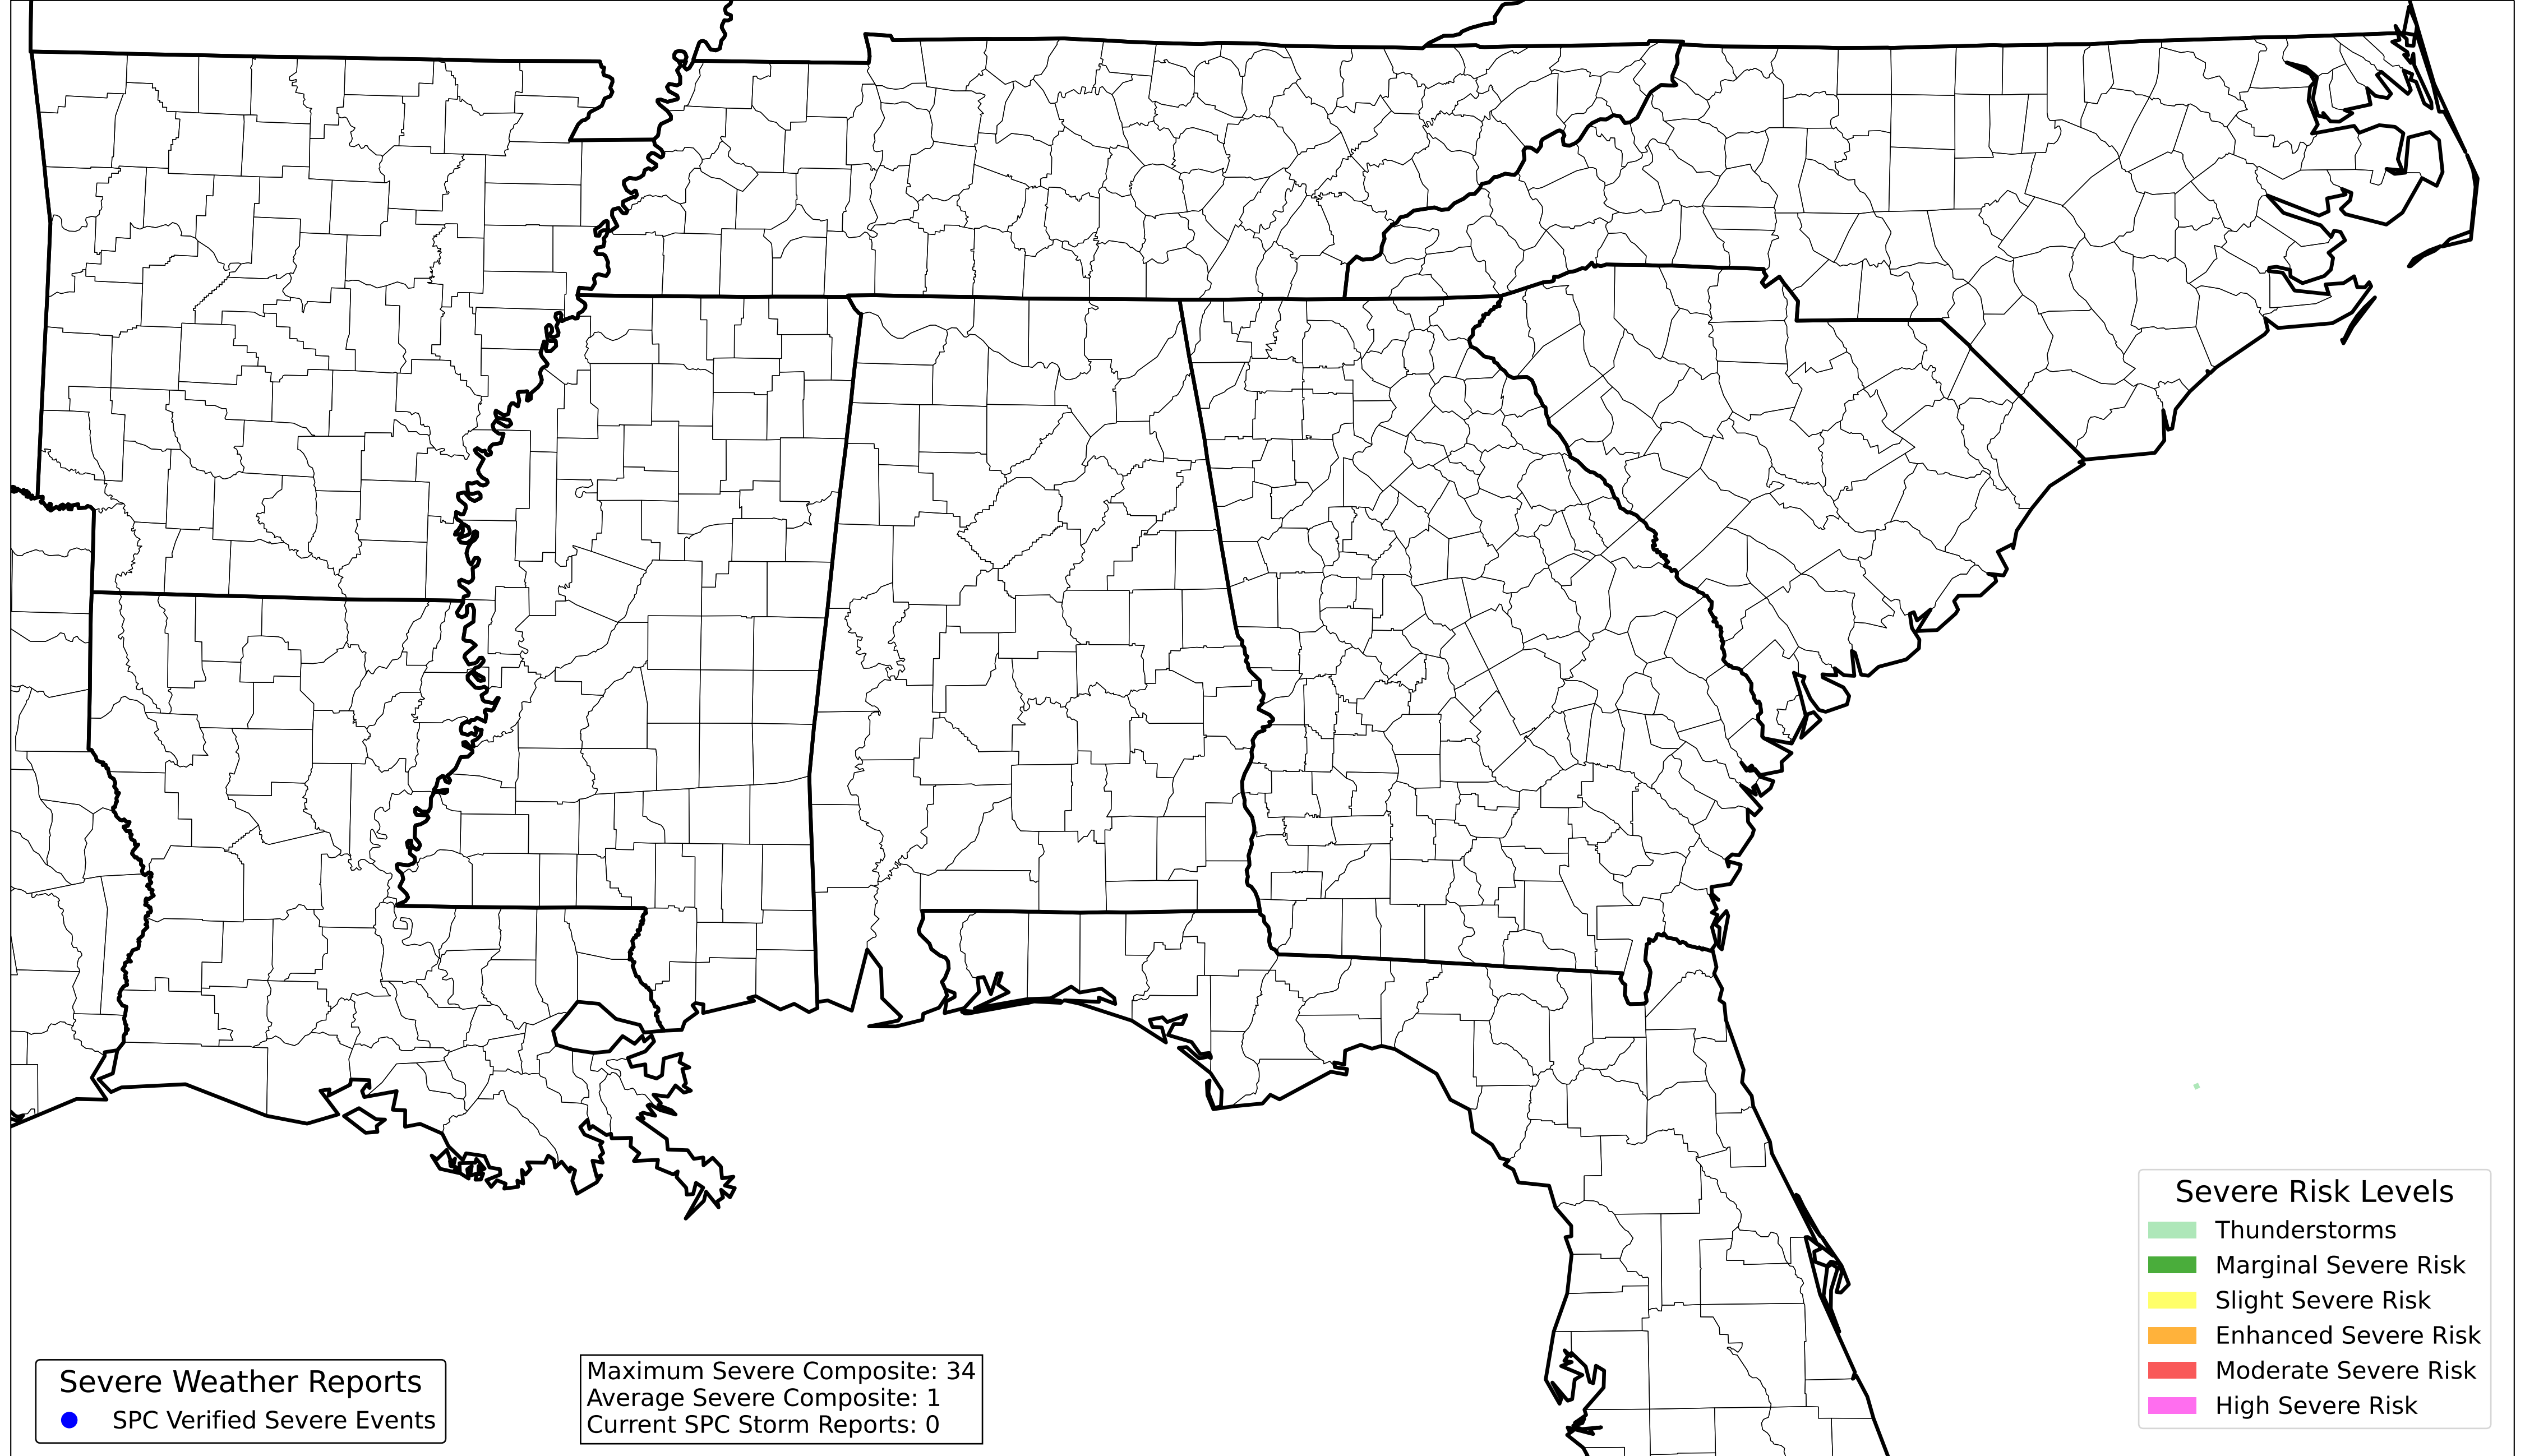 Severe Risk Levels
Thunderstorms
Marginal Severe Risk
Slight Severe Risk
Enhanced Severe Risk
Moderate Severe Risk
High Severe Risk
Severe Weather Reports
SPC Verified Severe Events
Maximum Severe Composite: 34
Average Severe Composite: 1
Current SPC Storm Reports: 0